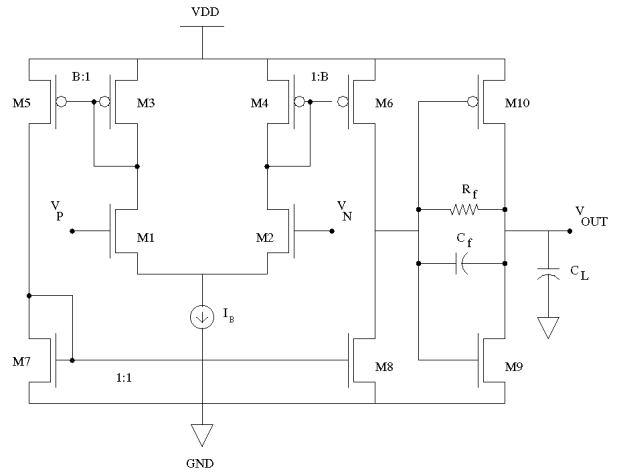 VDD
B:1
1:B
M5
M3
M4
M6
M10
V P
V N
R f
V OUT
M1
M2
C f
C L
I B
M7
M8
M9
1:1
GND